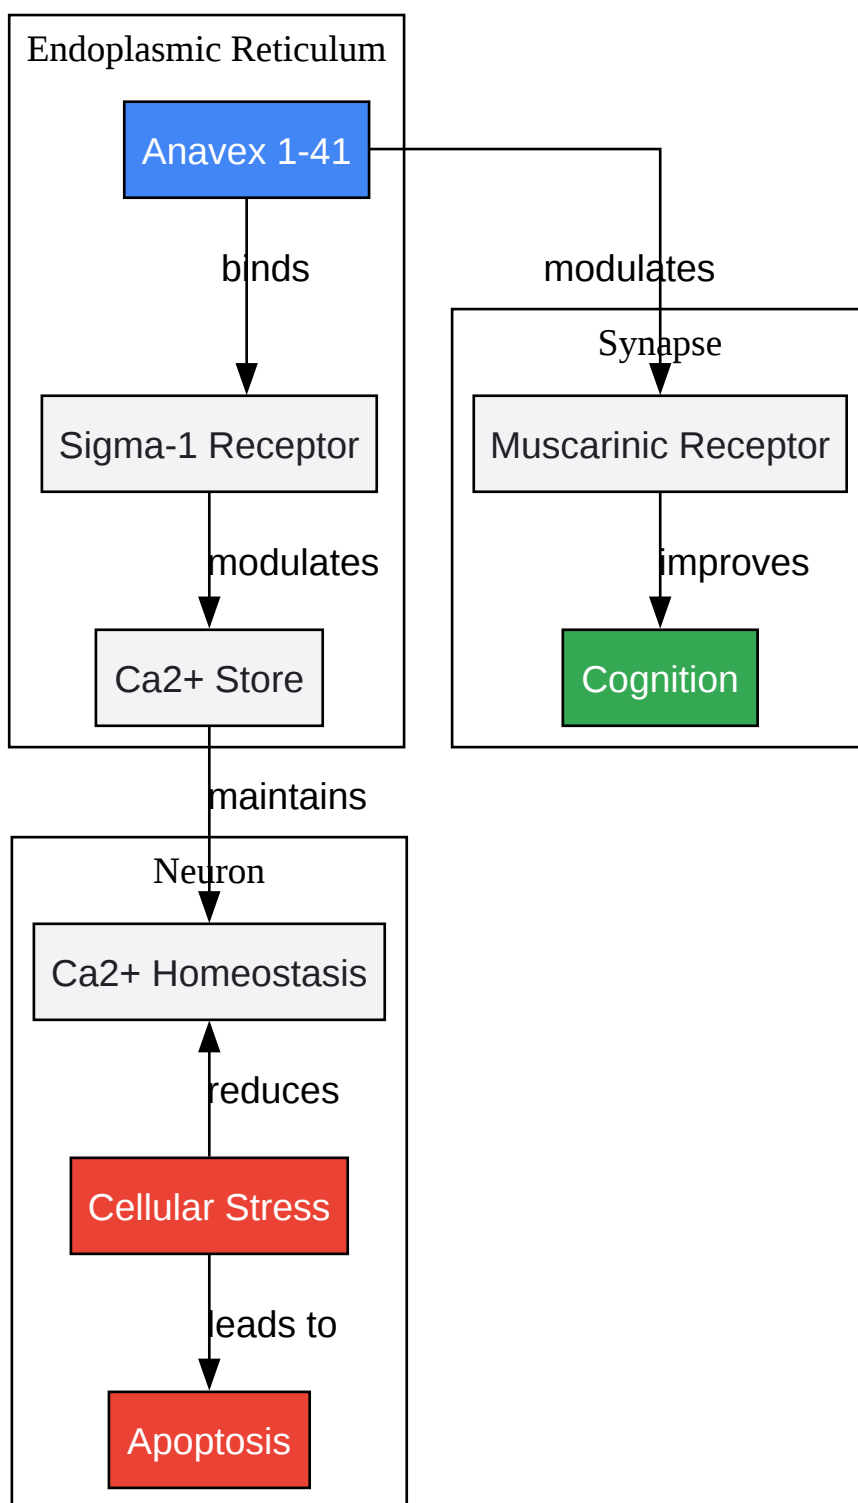 Endoplasmic Reticulum
Anavex 1-41
binds
modulates
Synapse
Sigma-1 Receptor
Muscarinic Receptor
modulates
improves
Ca2+ Store
Cognition
maintains
Neuron
Ca2+ Homeostasis
reduces
Cellular Stress
leads to
Apoptosis